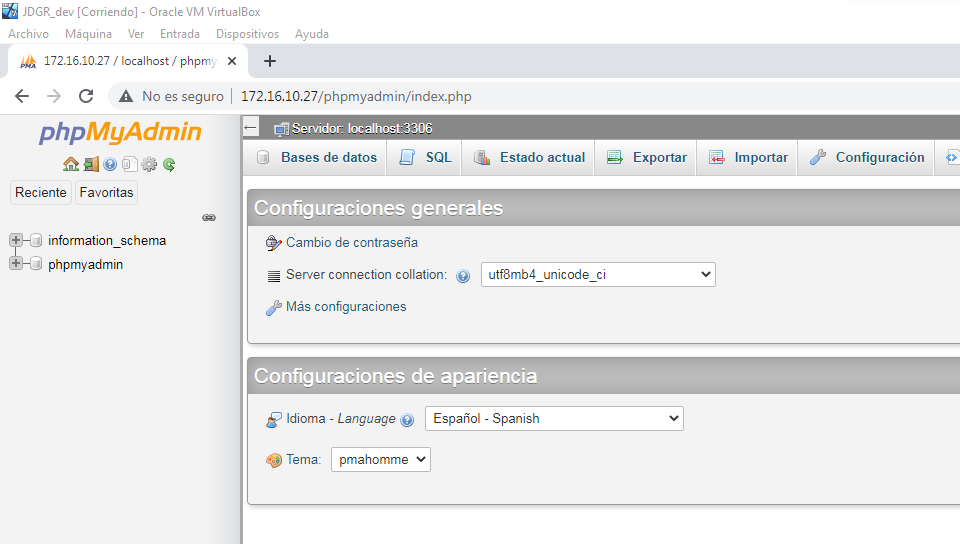 JDGR_dev [Corriendo] - Oracle VM VirtualBox
Archivo Máquina Ver Entrada Dispositivos Ayuda
PMA 172.16.10.27 / localhost / phpmy
No es seguro 172.16.10.27/phpmyadmin/index.php
phpMyAdmin
Servidor: localhost:3306
Bases de datos SQL Estado actual Exportar Importar Configuración
Reciente Favoritas
information_schema
phpmyadmin
Configuraciones generales
Cambio de contraseña
Server connection collation: utf8mb4_unicode_ci
Más configuraciones
Configuraciones de apariencia
Idioma - Language Español - Spanish
Tema: pmahomme